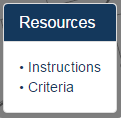 Resources
• Instructions
• Criteria